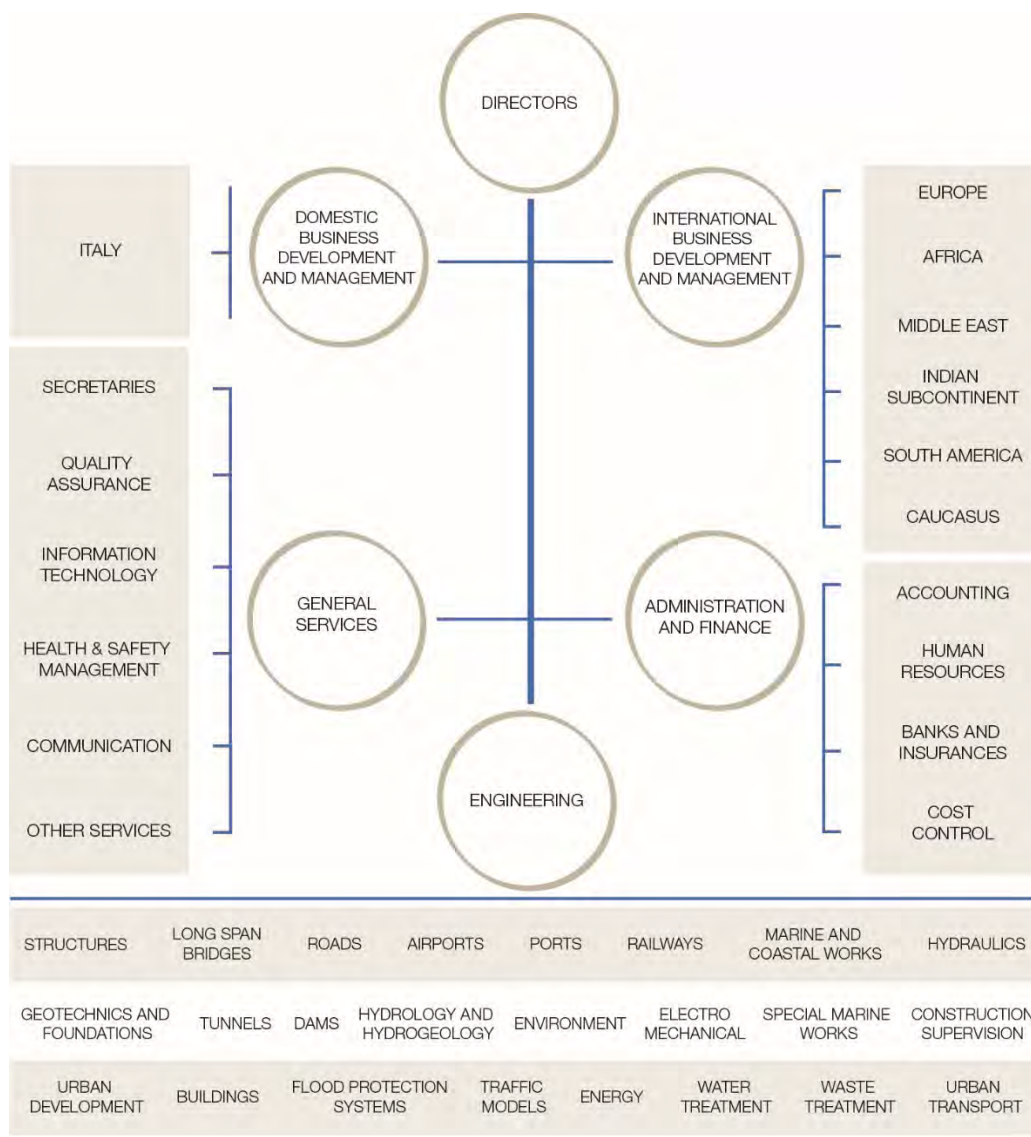 DIRECTORS
DOMESTIC
BUSINESS
DEVELOPMENT
AND MANAGEMENT
INTERNATIONAL
BUSINESS
DEVELOPMENT
AND MANAGEMENT
ITALY
EUROPE
AFRICA
MIDDLE EAST
INDIAN
SUBCONTINENT
SOUTH AMERICA
CAUCASUS
SECRETARIES
QUALITY
ASSURANCE
INFORMATION
TECHNOLOGY
HEALTH & SAFETY
MANAGEMENT
COMMUNICATION
OTHER SERVICES
GENERAL
SERVICES
ADMINISTRATION
AND FINANCE
ACCOUNTING
HUMAN
RESOURCES
BANKS AND
INSURANCES
COST
CONTROL
ENGINEERING
STRUCTURES
LONG SPAN
BRIDGES
ROADS
AIRPORTS
PORTS
RAILWAYS
MARINE AND
COASTAL WORKS
HYDRAULICS
GEOTECHNICS AND
FOUNDATIONS
TUNNELS
DAMS
HYDROLOGY AND
HYDROGEOLOGY
ENVIRONMENT
ELECTRO
MECHANICAL
SPECIAL MARINE
WORKS
CONSTRUCTION
SUPERVISION
URBAN
DEVELOPMENT
BUILDINGS
FLOOD PROTECTION
SYSTEMS
TRAFFIC
MODELS
ENERGY
WATER
TREATMENT
WASTE
TREATMENT
URBAN
TRANSPORT